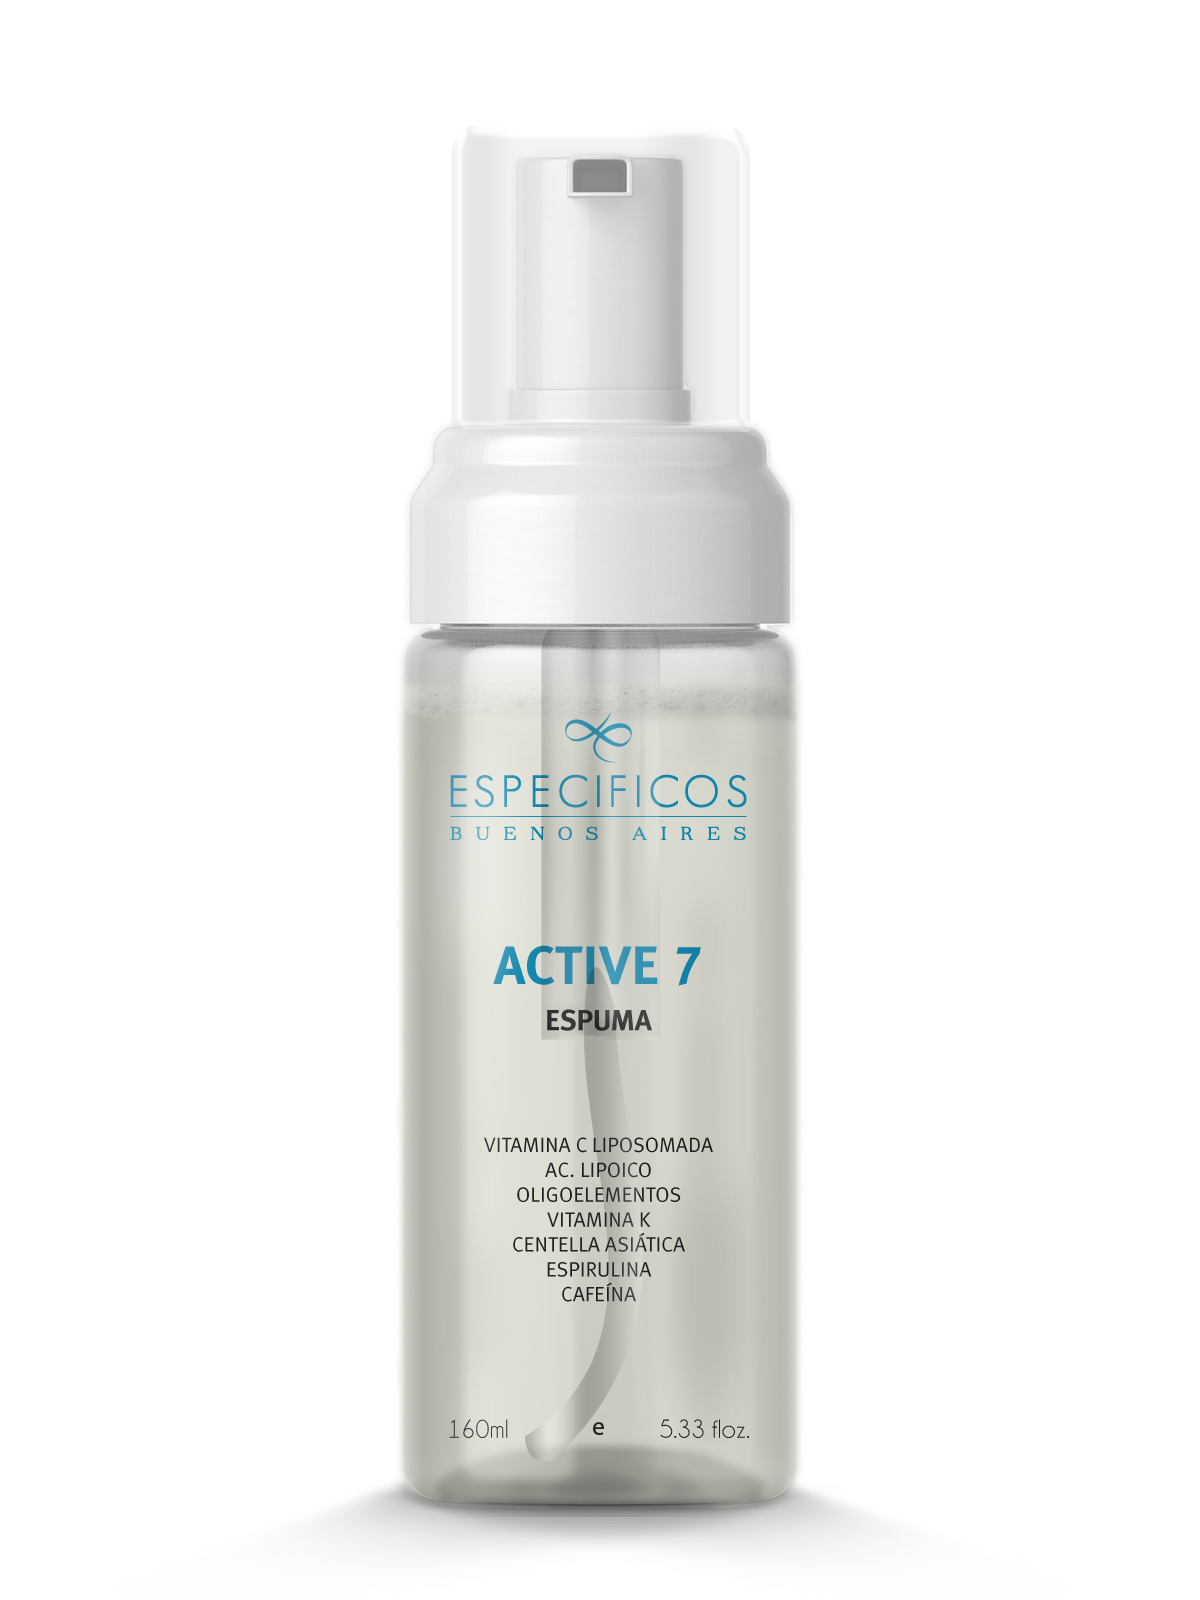 ESPECIFICOS
BUENOS AIRES
ACTIVE 7
ESPUMA
VITAMINA C LIPOSOMADA
AC. LIPOICO
OLIGOELEMENTOS
VITAMINA K
CENTELLA ASIÁTICA
ESPIRULINA
CAFEÍNA
160ml e 5.33 floz.